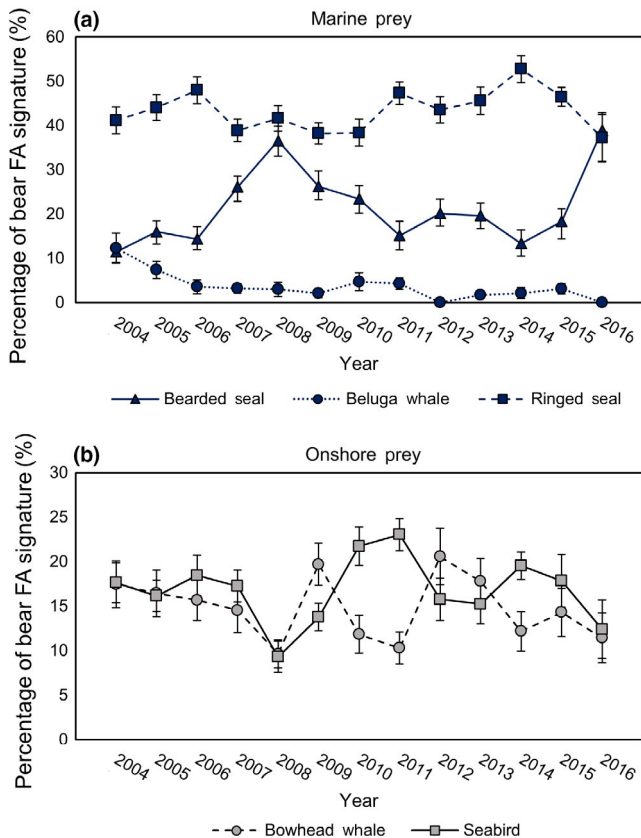 (a) Marine prey
Percentage of bear FA signature (%)
60
50
40
30
20
10
0
2004 2005 2006 2007 2008 2009 2010 2011 2012 2013 2014 2015 2016
Year
Bearded seal Beluga whale Ringed seal
(b) Onshore prey
Percentage of bear FA signature (%)
30
25
20
15
10
5
0
2004 2005 2006 2007 2008 2009 2010 2011 2012 2013 2014 2015 2016
Year
Bowhead whale Seabird